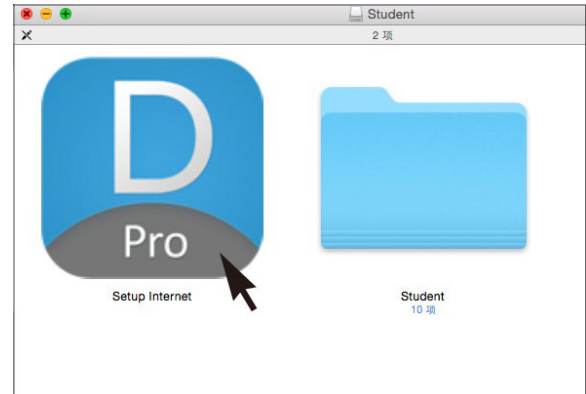 Student
2 项
D
Pro
Setup Internet
Student
10 项